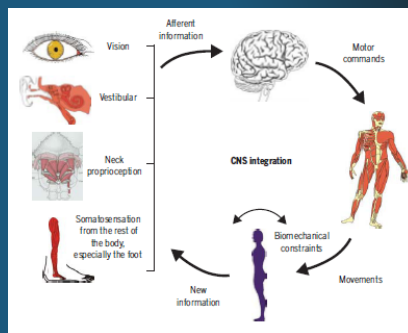 Vision
Vestibular
Neck
proprioception
Somatosensation
from the rest of
the body,
especially the foot
Afferent
information
Motor
commands
CNS integration
Biomechanical
constraints
Movements
New
information